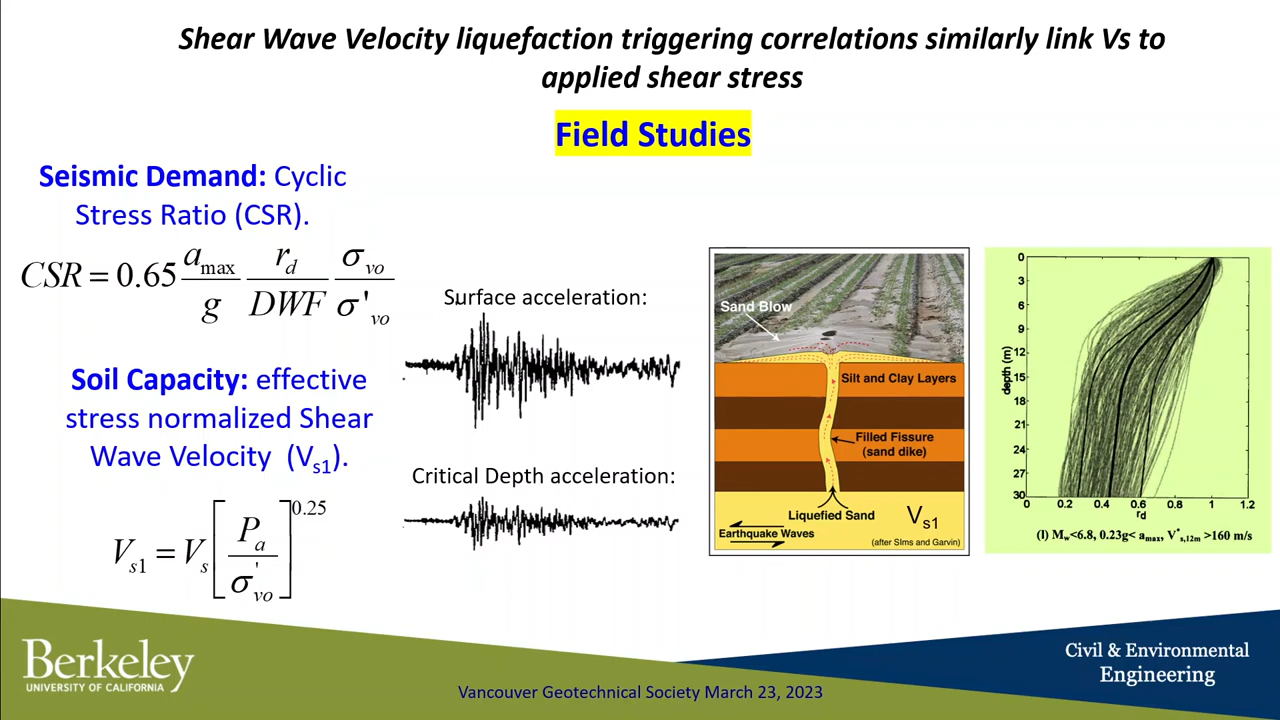 Shear Wave Velocity liquefaction triggering correlations similarly link Vs to
applied shear stress
Field Studies
Seismic Demand: Cyclic
Stress Ratio (CSR).
CSR = 0.65 a_max/g r_d/DWF σ_vo/σ'_vo
Soil Capacity: effective
stress normalized Shear
Wave Velocity (Vs1).
V_s1 = V_s [P_a/σ'_vo]^0.25
Surface acceleration:
Critical Depth acceleration:
Sand Blow
Silt and Clay Layers
Filled Fissure
(sand dike)
Liquefied Sand
Vs1
Earthquake Waves
(after SIms and Garvin)
depth (m)
0
3
6
9
12
15
18
21
24
27
30
0 0.2 0.4 0.6 0.8 1 1.2
r_d
(l) Mw<6.8, 0.23g< amax, V*s,12m >160 m/s
Berkeley
UNIVERSITY OF CALIFORNIA
Vancouver Geotechnical Society March 23, 2023
Civil & Environmental
Engineering